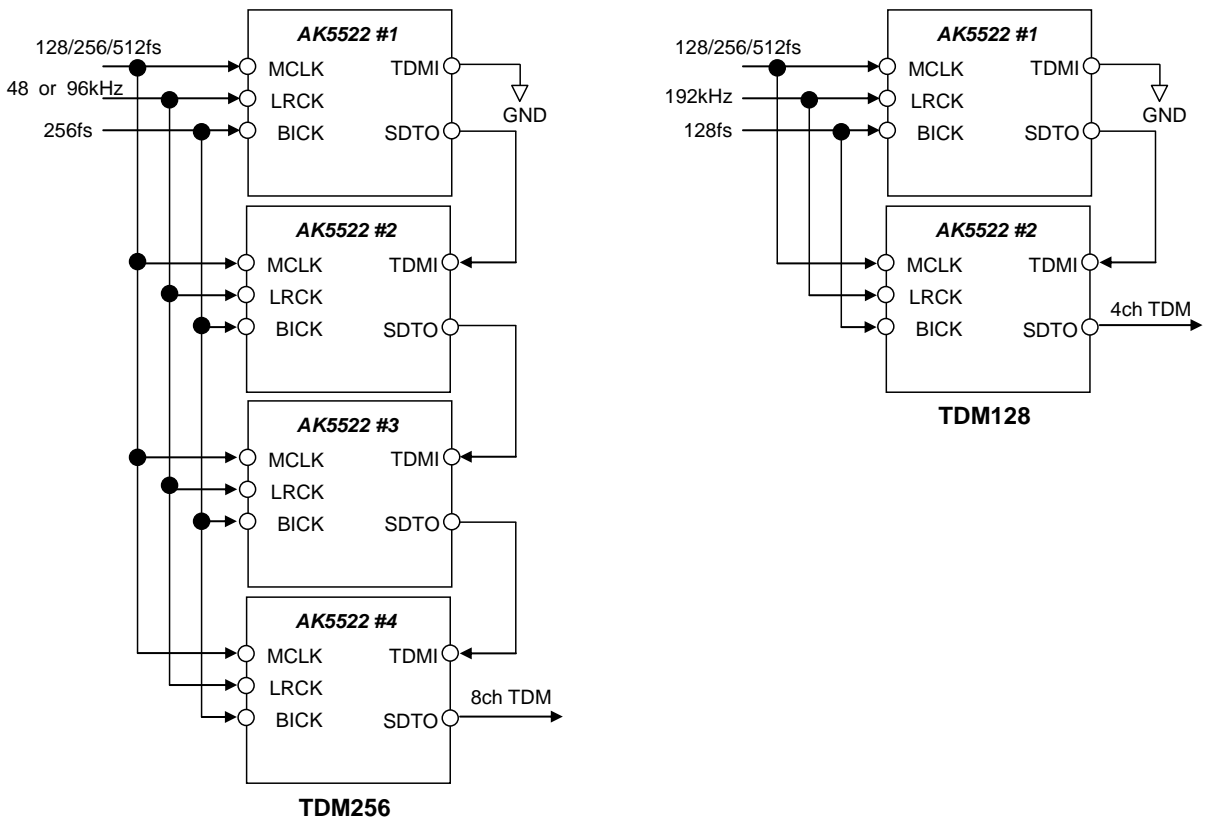 AK5522 #1
128/256/512fs
MCLK TDMI
48 or 96kHz
LRCK
GND
256fs
BICK SDTO
AK5522 #2
MCLK TDMI
LRCK
BICK SDTO
AK5522 #3
MCLK TDMI
LRCK
BICK SDTO
AK5522 #4
MCLK TDMI
LRCK
8ch TDM
BICK SDTO
TDM256
AK5522 #1
128/256/512fs
MCLK TDMI
192kHz
LRCK
GND
128fs
BICK SDTO
AK5522 #2
MCLK TDMI
LRCK
4ch TDM
BICK SDTO
TDM128